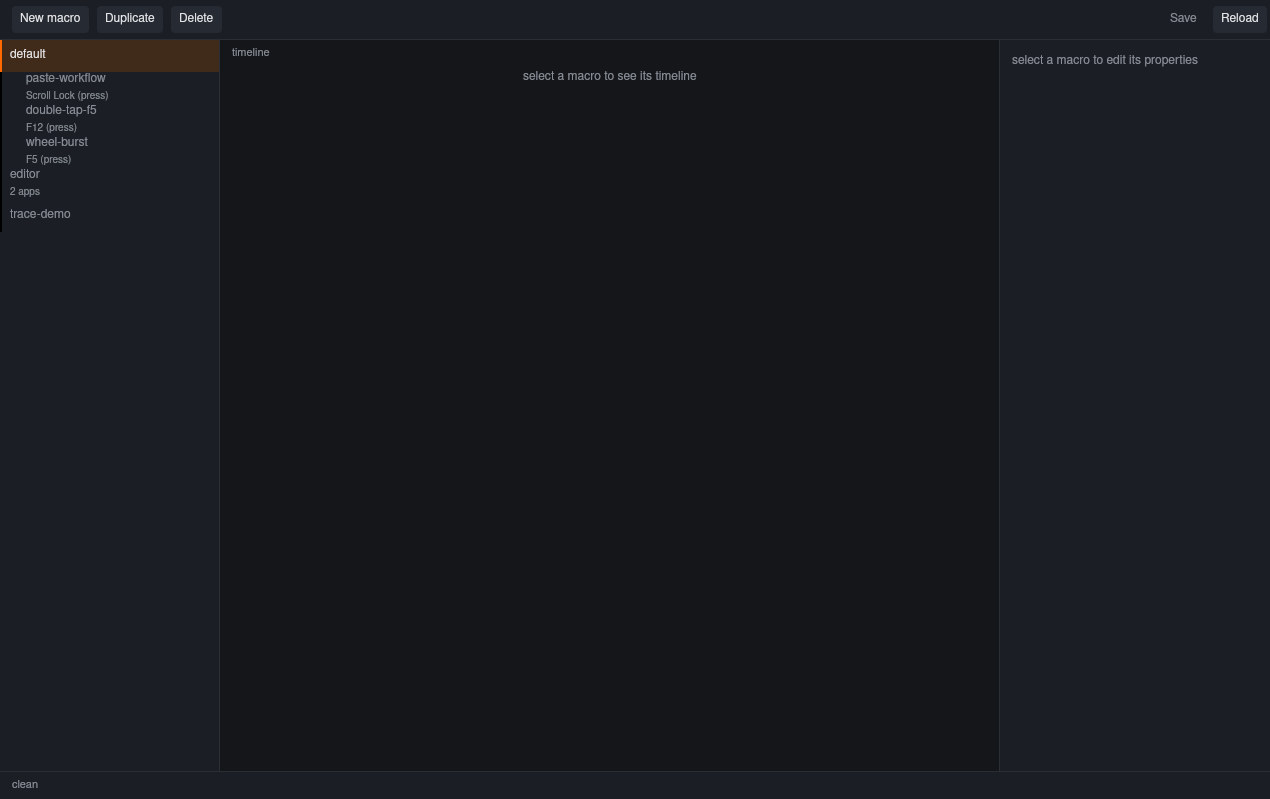 New macro Duplicate Delete Save Reload
default
paste-workflow
Scroll Lock (press)
double-tap-f5
F12 (press)
wheel-burst
F5 (press)
editor
2 apps
trace-demo
timeline
select a macro to see its timeline
select a macro to edit its properties
clean